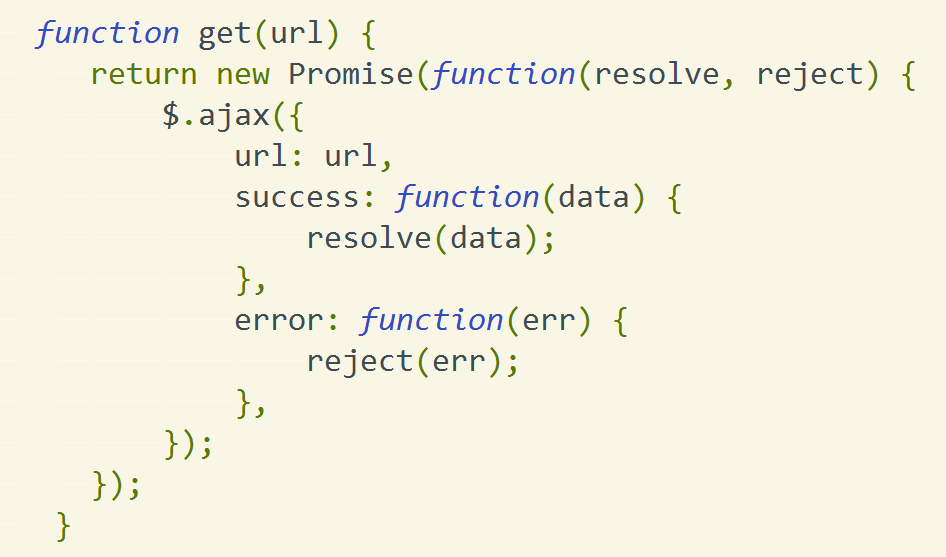 function get(url) {
   return new Promise(function(resolve, reject) {
       $.ajax({
           url: url,
           success: function(data) {
               resolve(data);
           },
           error: function(err) {
               reject(err);
           },
       });
   });
 }